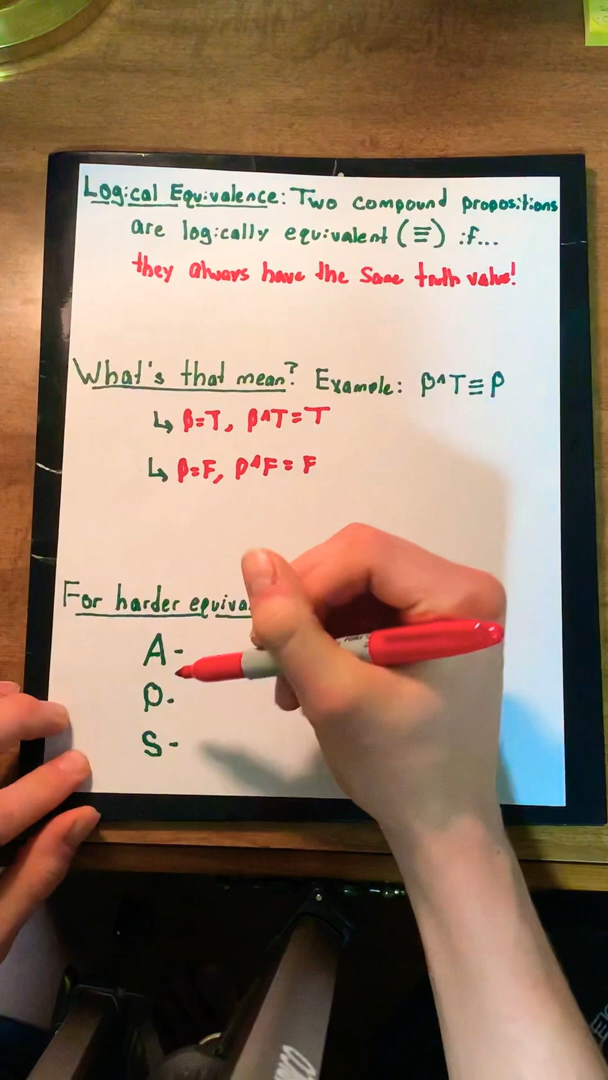 Logical Equivalence: Two compound propositions
are logically equivalent (≡) if...
they always have the same truth value!
What's that mean? Example: p^T≡p
↳ p=T, p^T=T
↳ p=F, p^F=F
For harder
A-
P-
S-